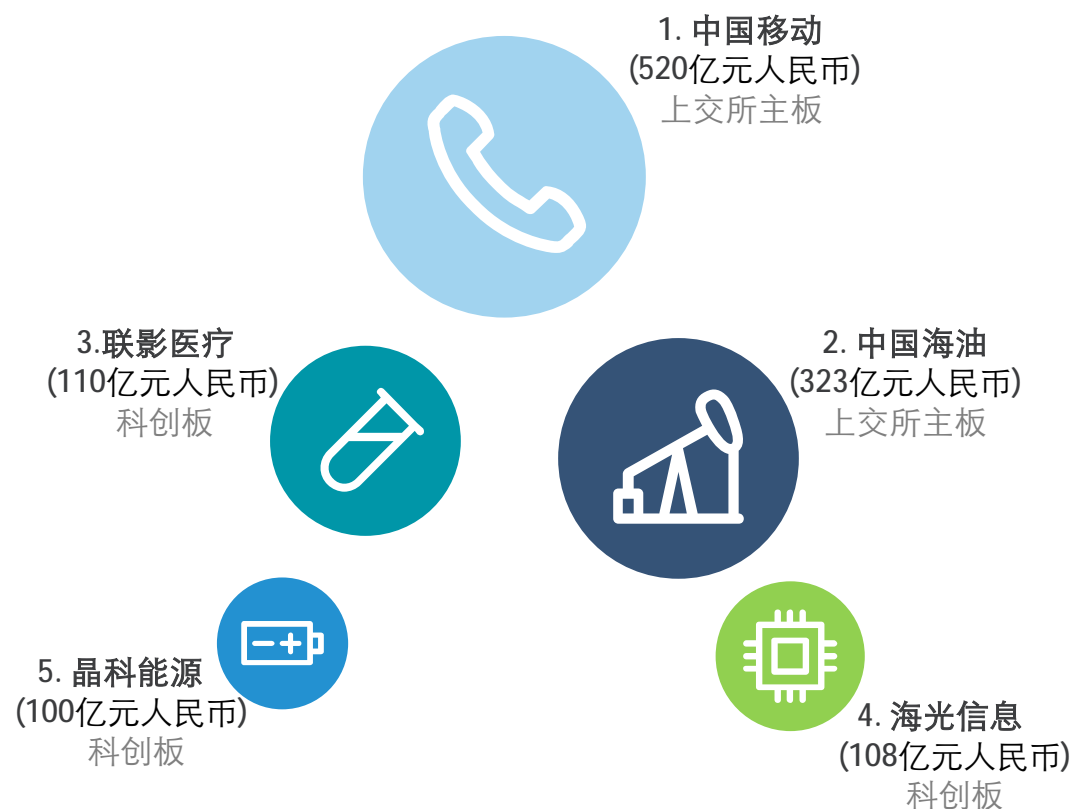 1. 中国移动
(520亿元人民币)
上交所主板
2. 中国海油
(323亿元人民币)
上交所主板
3.联影医疗
(110亿元人民币)
科创板
4. 海光信息
(108亿元人民币)
科创板
5. 晶科能源
(100亿元人民币)
科创板